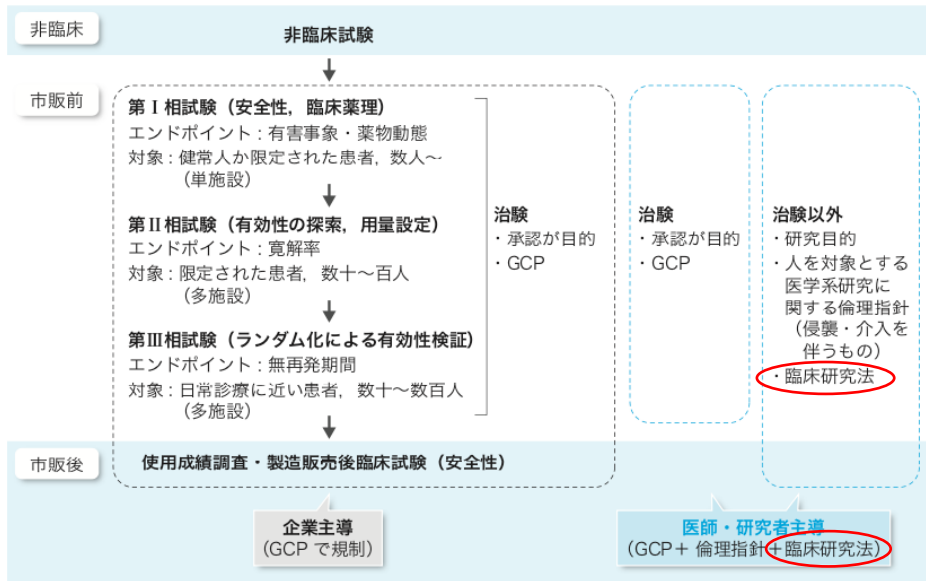 非臨床
非臨床試験
市販前
第Ⅰ相試験（安全性，臨床薬理）
エンドポイント：有害事象・薬物動態
対象：健常人か限定された患者，数人～
（単施設）
第Ⅱ相試験（有効性の探索，用量設定）
エンドポイント：寛解率
対象：限定された患者，数十～百人
（多施設）
第Ⅲ相試験（ランダム化による有効性検証）
エンドポイント：無再発期間
対象：日常診療に近い患者，数十～数百人
（多施設）
治験
・承認が目的
・GCP
治験
・承認が目的
・GCP
治験以外
・研究目的
・人を対象とする
医学系研究に
関する倫理指針
（侵襲・介入を
伴うもの）
・臨床研究法
市販後
使用成績調査・製造販売後臨床試験（安全性）
企業主導
（GCP で規制）
医師・研究者主導
（GCP＋ 倫理指針＋臨床研究法）